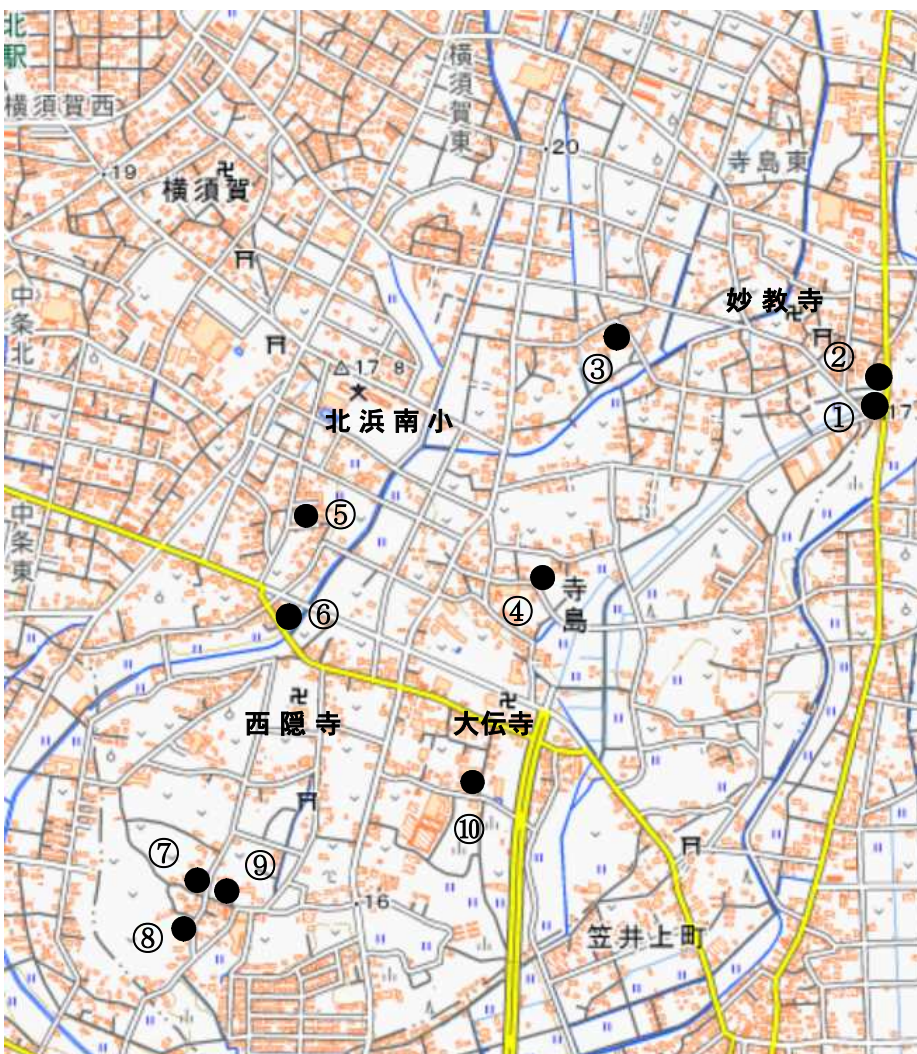 北駅
横須賀西
横須賀東
20
寺島東
19
横須賀
中条北
妙教寺
17.8
③
②
①
17
北浜南小
中条東
⑤
寺島
④
⑥
西隠寺
大伝寺
⑩
⑦
⑨
16
⑧
笠井上町